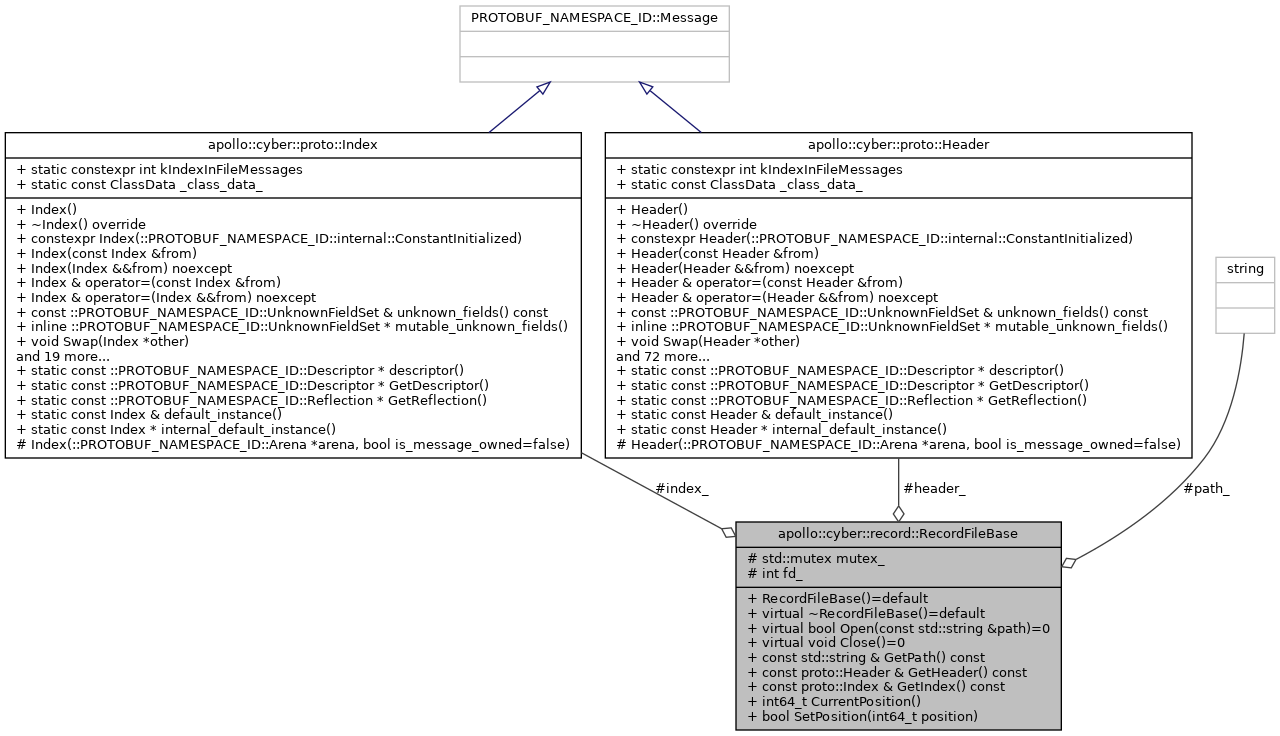 PROTOBUF_NAMESPACE_ID::Message
apollo::cyber::proto::Index
+ static constexpr int kIndexInFileMessages
+ static const ClassData _class_data_
+ Index()
+ ~Index() override
+ constexpr Index(::PROTOBUF_NAMESPACE_ID::internal::ConstantInitialized)
+ Index(const Index &from)
+ Index(Index &&from) noexcept
+ Index & operator=(const Index &from)
+ Index & operator=(Index &&from) noexcept
+ const ::PROTOBUF_NAMESPACE_ID::UnknownFieldSet & unknown_fields() const
+ inline ::PROTOBUF_NAMESPACE_ID::UnknownFieldSet * mutable_unknown_fields()
+ void Swap(Index *other)
and 19 more...
+ static const ::PROTOBUF_NAMESPACE_ID::Descriptor * descriptor()
+ static const ::PROTOBUF_NAMESPACE_ID::Descriptor * GetDescriptor()
+ static const ::PROTOBUF_NAMESPACE_ID::Reflection * GetReflection()
+ static const Index & default_instance()
+ static const Index * internal_default_instance()
# Index(::PROTOBUF_NAMESPACE_ID::Arena *arena, bool is_message_owned=false)
apollo::cyber::proto::Header
+ static constexpr int kIndexInFileMessages
+ static const ClassData _class_data_
+ Header()
+ ~Header() override
+ constexpr Header(::PROTOBUF_NAMESPACE_ID::internal::ConstantInitialized)
+ Header(const Header &from)
+ Header(Header &&from) noexcept
+ Header & operator=(const Header &from)
+ Header & operator=(Header &&from) noexcept
+ const ::PROTOBUF_NAMESPACE_ID::UnknownFieldSet & unknown_fields() const
+ inline ::PROTOBUF_NAMESPACE_ID::UnknownFieldSet * mutable_unknown_fields()
+ void Swap(Header *other)
and 72 more...
+ static const ::PROTOBUF_NAMESPACE_ID::Descriptor * descriptor()
+ static const ::PROTOBUF_NAMESPACE_ID::Descriptor * GetDescriptor()
+ static const ::PROTOBUF_NAMESPACE_ID::Reflection * GetReflection()
+ static const Header & default_instance()
+ static const Header * internal_default_instance()
# Header(::PROTOBUF_NAMESPACE_ID::Arena *arena, bool is_message_owned=false)
string
#index_
#header_
#path_
apollo::cyber::record::RecordFileBase
# std::mutex mutex_
# int fd_
+ RecordFileBase()=default
+ virtual ~RecordFileBase()=default
+ virtual bool Open(const std::string &path)=0
+ virtual void Close()=0
+ const std::string & GetPath() const
+ const proto::Header & GetHeader() const
+ const proto::Index & GetIndex() const
+ int64_t CurrentPosition()
+ bool SetPosition(int64_t position)